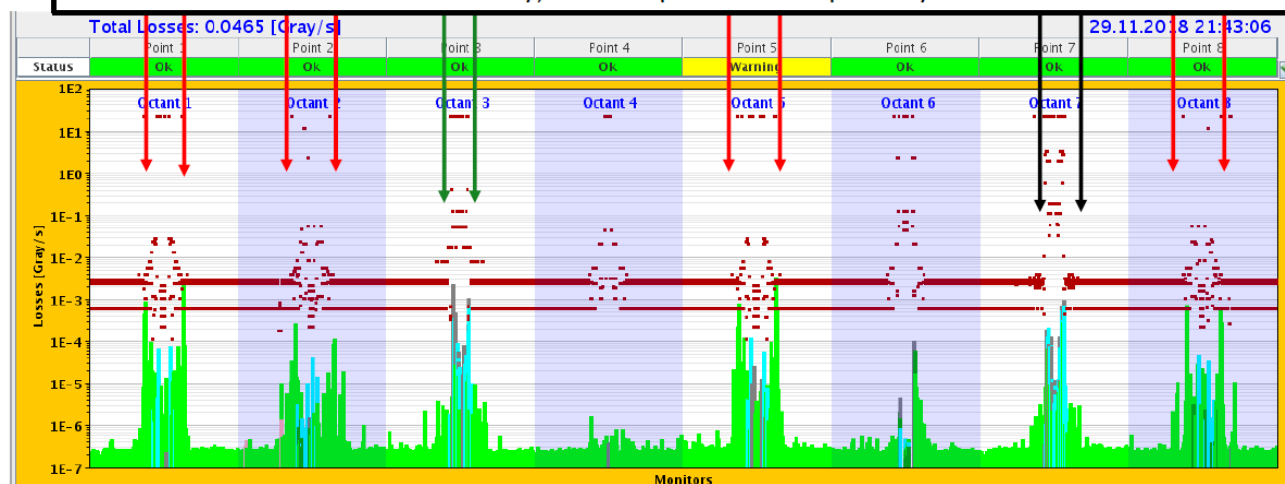 Total Losses: 0.0465 [Gray/s] 29.11.2018 21:43:06
Point 1 Point 2 Point 3 Point 4 Point 5 Point 6 Point 7 Point 8
Status Ok Ok Ok Ok Warning Ok Ok Ok
1E2
Octant 1 Octant 2 Octant 3 Octant 4 Octant 5 Octant 6 Octant 7 Octant 8
1E1
1E0
1E-1
1E-2
1E-3
1E-4
1E-5
1E-6
1E-7
Losses [Gray/s]
Monitors